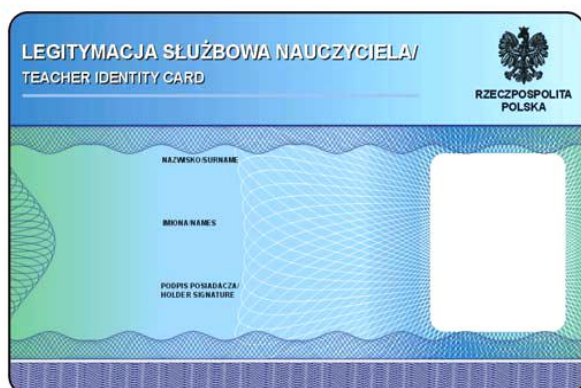 LEGITYMACJA SŁUŻBOWA NAUCZYCIELA/
TEACHER IDENTITY CARD
RZECZPOSPOLITA
POLSKA
NAZWISKO/SURNAME
IMIONA/NAMES
PODPIS POSIADACZA/
HOLDER SIGNATURE